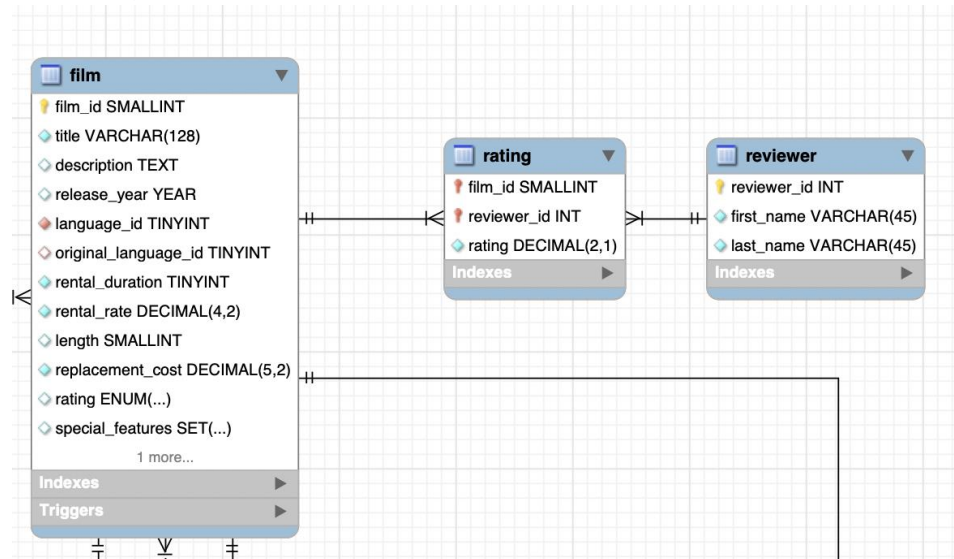 film
film_id SMALLINT
title VARCHAR(128)
description TEXT
release_year YEAR
language_id TINYINT
original_language_id TINYINT
rental_duration TINYINT
rental_rate DECIMAL(4,2)
length SMALLINT
replacement_cost DECIMAL(5,2)
rating ENUM(...)
special_features SET(...)
1 more...
Indexes
Triggers
rating
film_id SMALLINT
reviewer_id INT
rating DECIMAL(2,1)
Indexes
reviewer
reviewer_id INT
first_name VARCHAR(45)
last_name VARCHAR(45)
Indexes